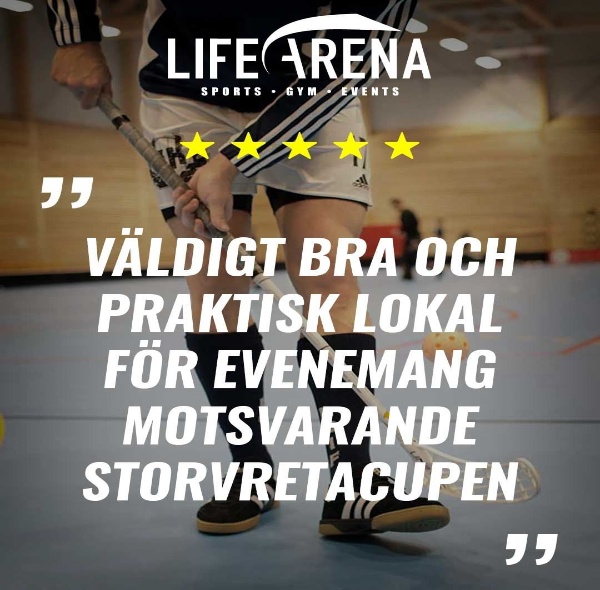 LIFE ARENA
SPORTS • GYM • EVENTS
”
VÄLDIGT BRA OCH
PRAKTISK LOKAL
FÖR EVENEMANG
MOTSVARANDE
STORVRETACUPEN
”